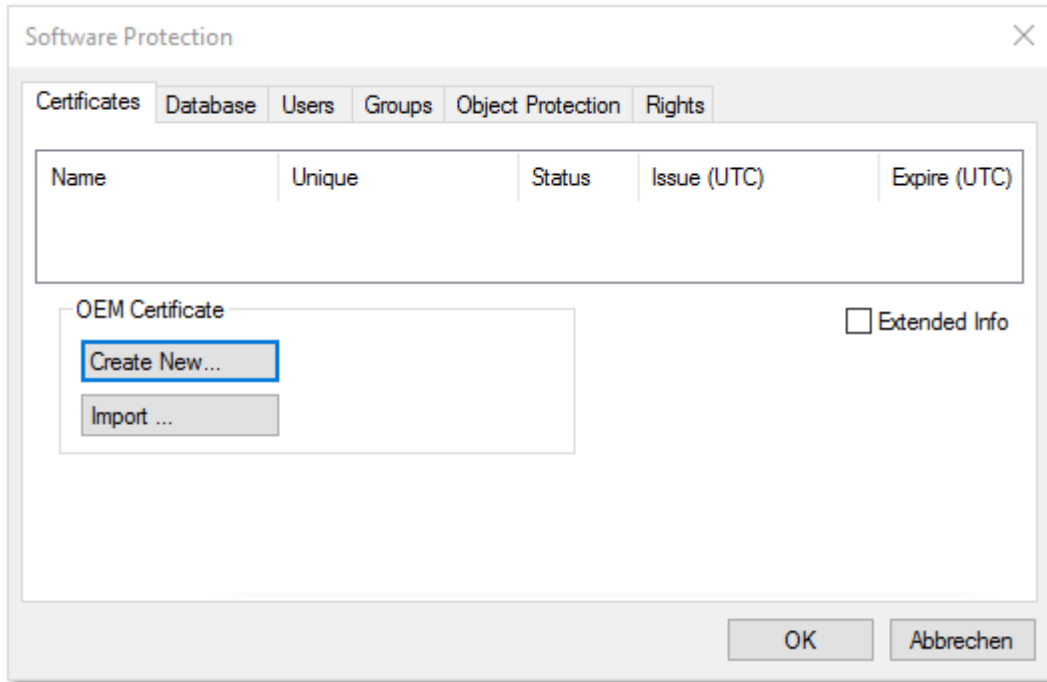 Software Protection
Certificates Database Users Groups Object Protection Rights
Name Unique Status Issue (UTC) Expire (UTC)
OEM Certificate
Extended Info
Create New...
Import ...
OK Abbrechen